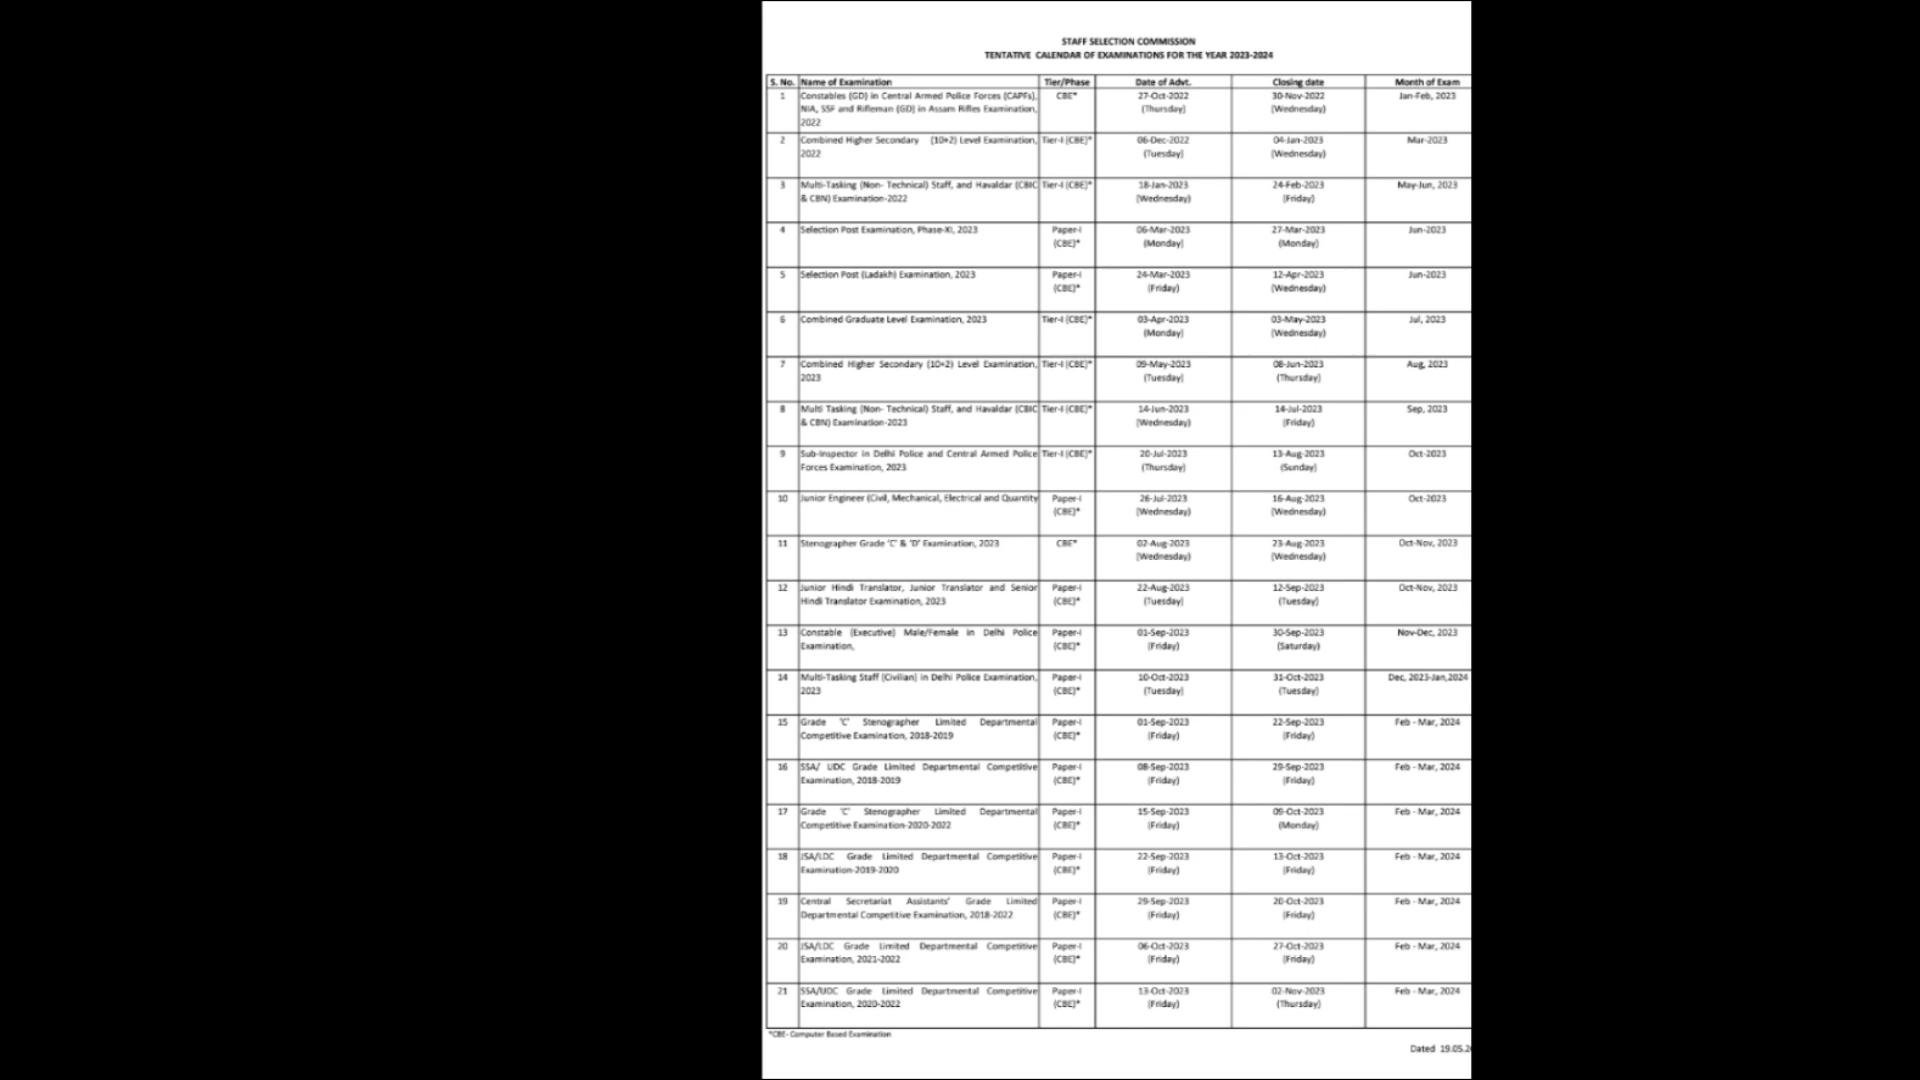 STAFF SELECTION COMMISSION
TENTATIVE CALENDAR OF EXAMINATIONS FOR THE YEAR 2023-2024
S. No. Name of Examination Tier/Phase Date of Advt. Closing date Month of Exam
1 Constables (GD) in Central Armed Police Forces (CAPFs), CBE* 27-Oct-2022 30-Nov-2022 Jan-Feb, 2023
NIA, SSF and Rifleman (GD) in Assam Rifles Examination, (Thursday) (Wednesday)
2022
2 Combined Higher Secondary (10+2) Level Examination, Tier-I (CBE)* 06-Dec-2022 04-Jan-2023 Mar-2023
2022 (Tuesday) (Wednesday)
3 Multi-Tasking (Non- Technical) Staff, and Havaldar (CBIC Tier-I (CBE)* 18-Jan-2023 24-Feb-2023 May-Jun, 2023
& CBN) Examination-2022 (Wednesday) (Friday)
4 Selection Post Examination, Phase-XI, 2023 Paper-I 06-Mar-2023 27-Mar-2023 Jun-2023
(CBE)* (Monday) (Monday)
5 Selection Post (Ladakh) Examination, 2023 Paper-I 24-Mar-2023 12-Apr-2023 Jun-2023
(CBE)* (Friday) (Wednesday)
6 Combined Graduate Level Examination, 2023 Tier-I (CBE)* 03-Apr-2023 03-May-2023 Jul, 2023
(Monday) (Wednesday)
7 Combined Higher Secondary (10+2) Level Examination, Tier-I (CBE)* 09-May-2023 08-Jun-2023 Aug, 2023
2023 (Tuesday) (Thursday)
8 Multi Tasking (Non- Technical) Staff, and Havaldar (CBIC Tier-I (CBE)* 14-Jun-2023 14-Jul-2023 Sep, 2023
& CBN) Examination-2023 (Wednesday) (Friday)
9 Sub-Inspector in Delhi Police and Central Armed Police Tier-I (CBE)* 20-Jul-2023 13-Aug-2023 Oct-2023
Forces Examination, 2023 (Thursday) (Sunday)
10 Junior Engineer (Civil, Mechanical, Electrical and Quantity Paper-I 26-Jul-2023 16-Aug-2023 Oct-2023
(CBE)* (Wednesday) (Wednesday)
11 Stenographer Grade 'C' & 'D' Examination, 2023 CBE* 02-Aug-2023 23-Aug-2023 Oct-Nov, 2023
(Wednesday) (Wednesday)
12 Junior Hindi Translator, Junior Translator and Senior Paper-I 22-Aug-2023 12-Sep-2023 Oct-Nov, 2023
Hindi Translator Examination, 2023 (CBE)* (Tuesday) (Tuesday)
13 Constable (Executive) Male/Female in Delhi Police Paper-I 01-Sep-2023 30-Sep-2023 Nov-Dec, 2023
Examination, (CBE)* (Friday) (Saturday)
14 Multi-Tasking Staff (Civilian) in Delhi Police Examination, Paper-I 10-Oct-2023 31-Oct-2023 Dec, 2023-Jan,2024
2023 (CBE)* (Tuesday) (Tuesday)
15 Grade 'C' Stenographer Limited Departmental Paper-I 01-Sep-2023 22-Sep-2023 Feb - Mar, 2024
Competitive Examination, 2018-2019 (CBE)* (Friday) (Friday)
16 SSA/ UDC Grade Limited Departmental Competitive Paper-I 08-Sep-2023 29-Sep-2023 Feb - Mar, 2024
Examination, 2018-2019 (CBE)* (Friday) (Friday)
17 Grade 'C' Stenographer Limited Departmental Paper-I 15-Sep-2023 09-Oct-2023 Feb - Mar, 2024
Competitive Examination-2020-2022 (CBE)* (Friday) (Monday)
18 JSA/LDC Grade Limited Departmental Competitive Paper-I 22-Sep-2023 13-Oct-2023 Feb - Mar, 2024
Examination-2019-2020 (CBE)* (Friday) (Friday)
19 Central Secretariat Assistants' Grade Limited Paper-I 29-Sep-2023 20-Oct-2023 Feb - Mar, 2024
Departmental Competitive Examination, 2018-2022 (CBE)* (Friday) (Friday)
20 JSA/LDC Grade Limited Departmental Competitive Paper-I 06-Oct-2023 27-Oct-2023 Feb - Mar, 2024
Examination, 2021-2022 (CBE)* (Friday) (Friday)
21 SSA/UDC Grade Limited Departmental Competitive Paper-I 13-Oct-2023 02-Nov-2023 Feb - Mar, 2024
Examination, 2020-2022 (CBE)* (Friday) (Thursday)
*CBE- Computer Based Examination
Dated 19.05.2